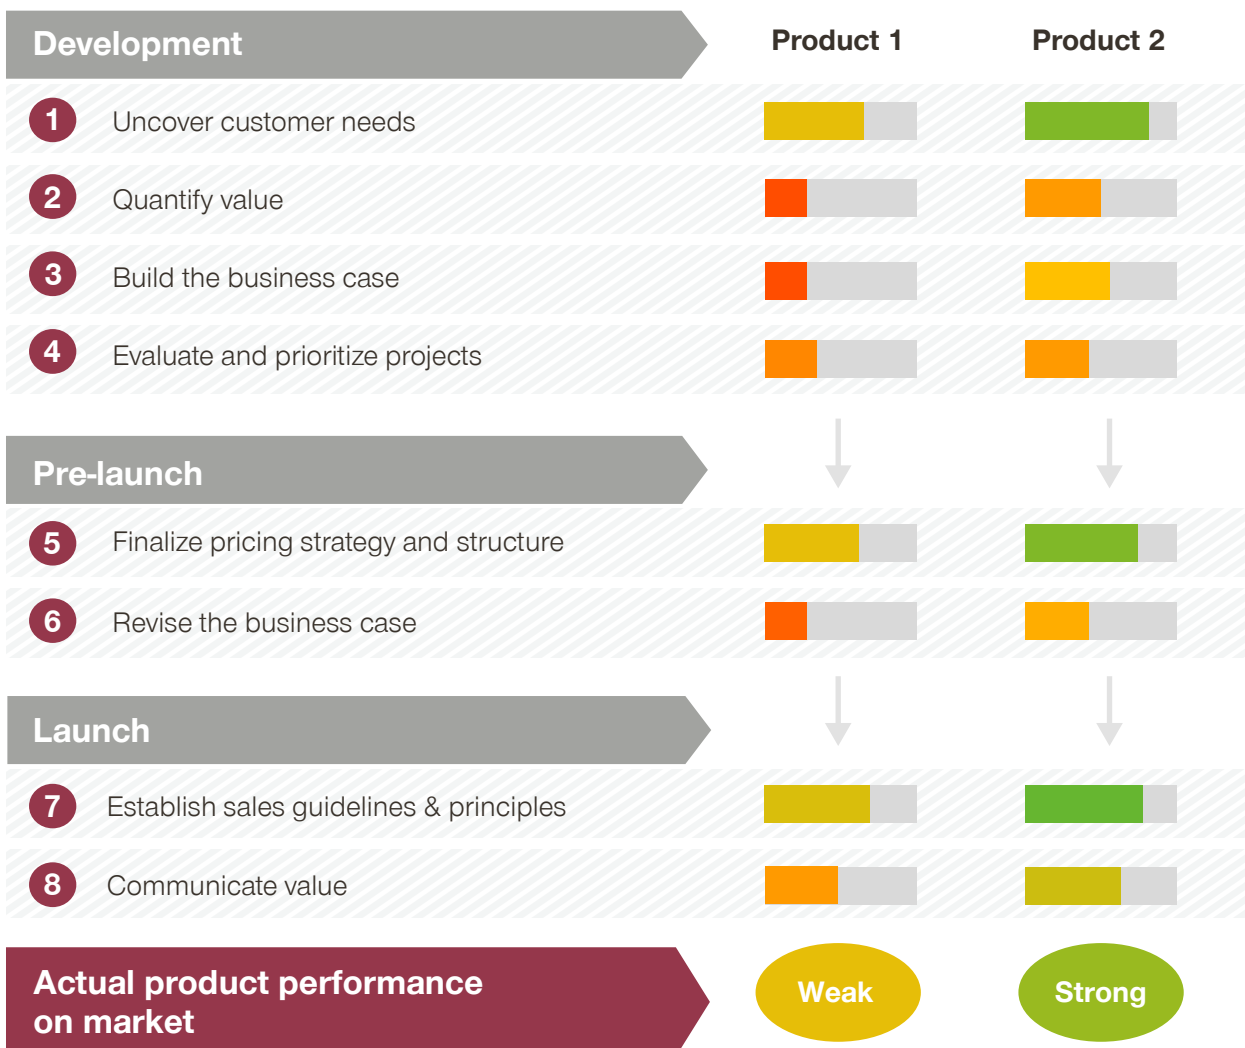 Development Product 1 Product 2
1 Uncover customer needs
2 Quantify value
3 Build the business case
4 Evaluate and prioritize projects
Pre-launch
5 Finalize pricing strategy and structure
6 Revise the business case
Launch
7 Establish sales guidelines & principles
8 Communicate value
Actual product performance
on market
Weak Strong